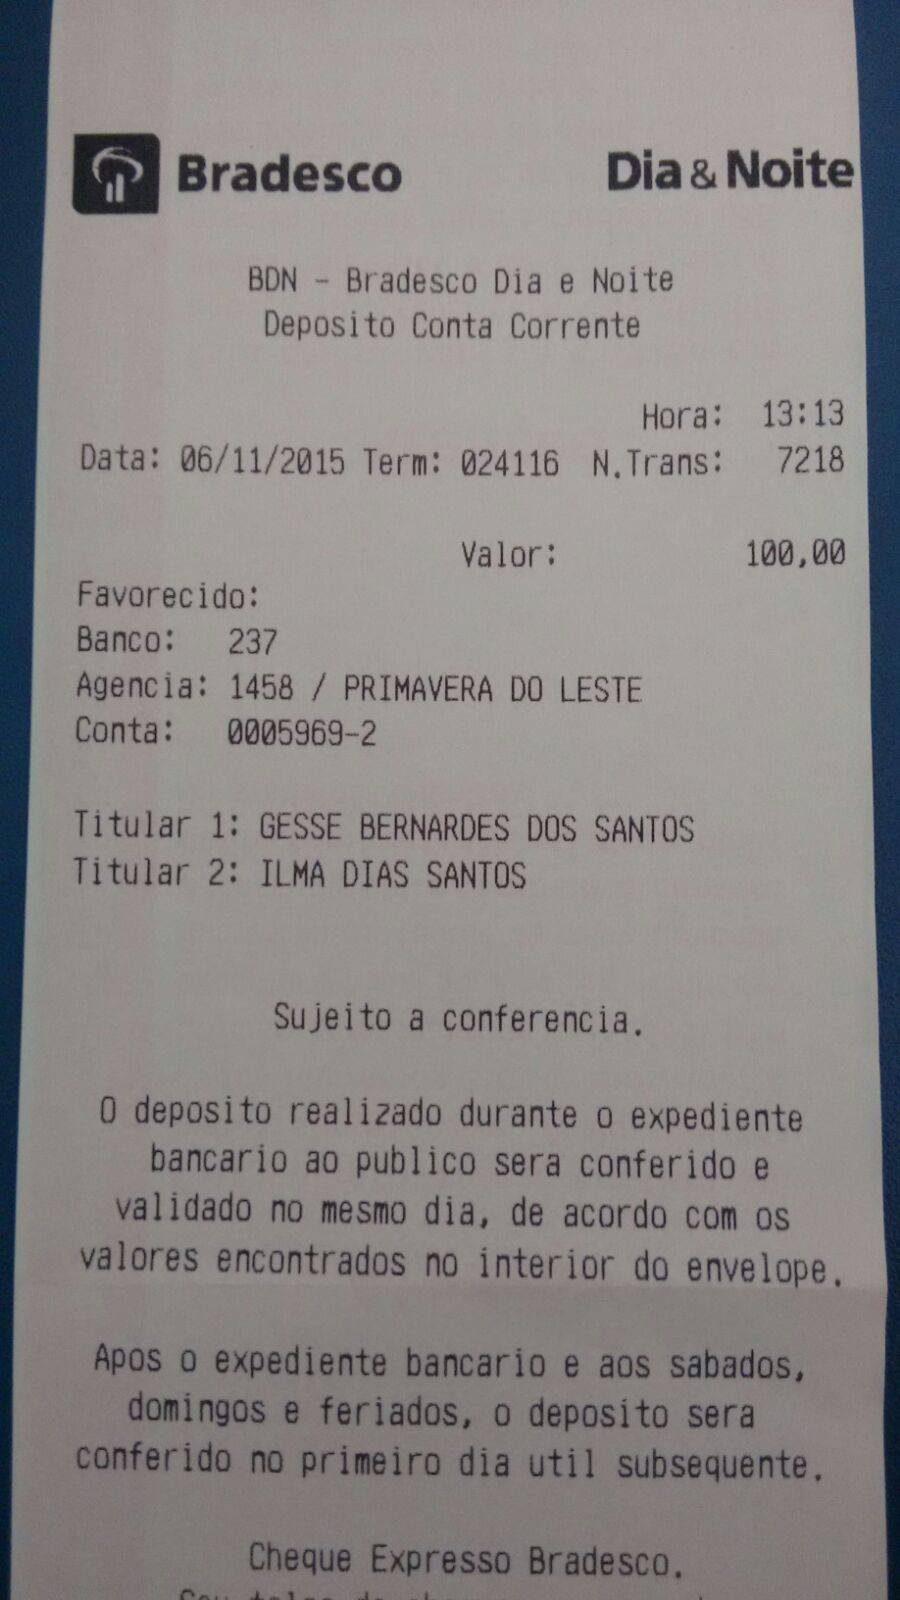 Bradesco Dia & Noite
BDN - Bradesco Dia e Noite
Deposito Conta Corrente
Hora: 13:13
Data: 06/11/2015 Term: 024116 N.Trans: 7218
Valor: 100,00
Favorecido:
Banco: 237
Agencia: 1458 / PRIMAVERA DO LESTE
Conta: 0005969-2
Titular 1: GESSE BERNARDES DOS SANTOS
Titular 2: ILMA DIAS SANTOS
Sujeito a conferencia.
O deposito realizado durante o expediente
bancario ao publico sera conferido e
validado no mesmo dia, de acordo com os
valores encontrados no interior do envelope.
Apos o expediente bancario e aos sabados,
domingos e feriados, o deposito sera
conferido no primeiro dia util subsequente.
Cheque Expresso Bradesco.